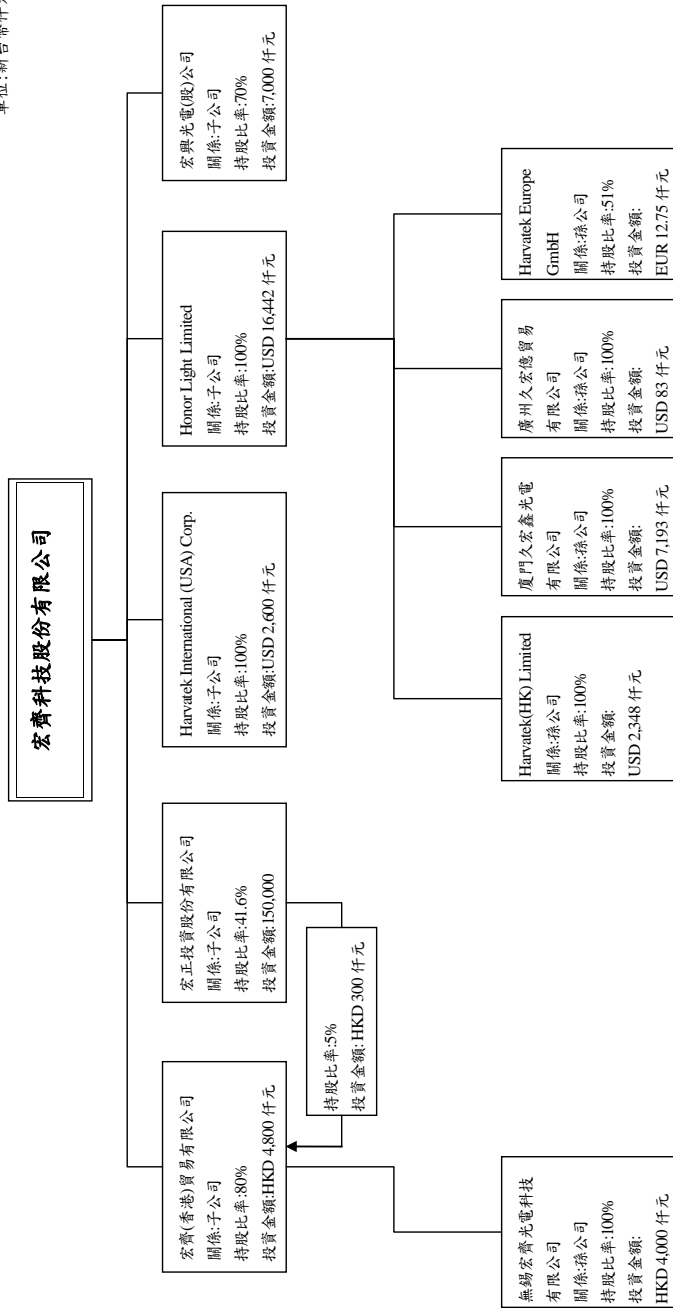 單位:新台幣仟元
宏齊科技股份有限公司
宏齊(香港)貿易有限公司
關係:子公司
持股比率:80%
投資金額:HKD 4,800 仟元
宏正投資股份有限公司
關係:子公司
持股比率:41.6%
投資金額:150,000
Harvatek International (USA) Corp.
關係:子公司
持股比率:100%
投資金額:USD 2,600 仟元
Honor Light Limited
關係:子公司
持股比率:100%
投資金額:USD 16,442 仟元
宏興光電(股)公司
關係:子公司
持股比率:70%
投資金額:7,000 仟元
持股比率:5%
投資金額: HKD 300 仟元
無錫宏齊光電科技
有限公司
關係:孫公司
持股比率:100%
投資金額:
HKD 4,000 仟元
Harvatek(HK) Limited
關係:孫公司
持股比率:100%
投資金額:
USD 2,348 仟元
廈門久宏鑫光電
有限公司
關係:孫公司
持股比率:100%
投資金額:
USD 7,193 仟元
廣州久宏億貿易
有限公司
關係:孫公司
持股比率:100%
投資金額:
USD 83 仟元
Harvatek Europe
GmbH
關係:孫公司
持股比率:51%
投資金額:
EUR 12.75 仟元